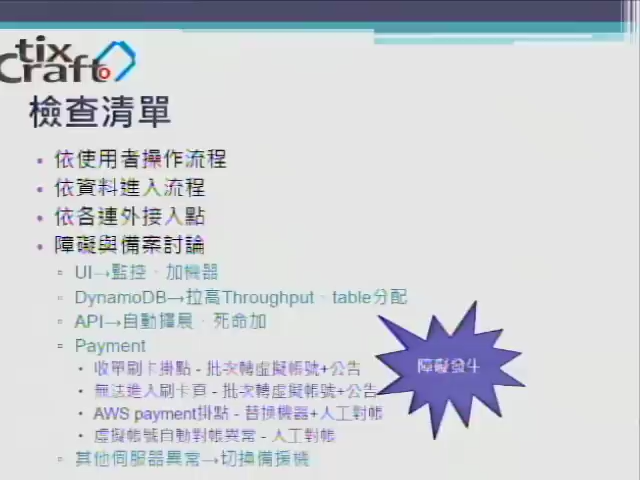 tix
Craft
檢查清單
• 依使用者操作流程
• 依資料進入流程
• 依各連外接入點
• 障礙與備案討論
▫ UI→監控、加機器
▫ DynamoDB→拉高Throughput、table分配
▫ API→自動擴展、死命加
▫ Payment
• 收單刷卡掛點 - 批次轉虛擬帳號+公告
• 無法進入刷卡頁 - 批次轉虛擬帳號+公告
• AWS payment掛點 - 替換機器+人工對帳
• 虛擬帳號自動對帳異常 - 人工對帳
▫ 其他伺服器異常→切換備援機
障礙發生